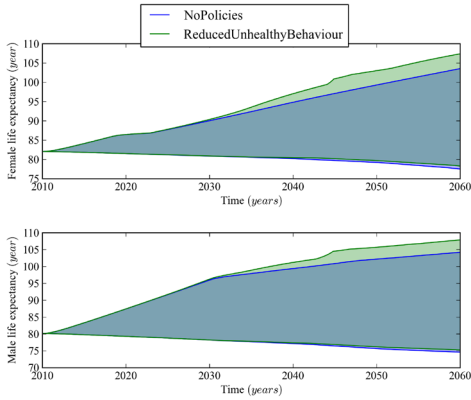 NoPolicies
ReducedUnhealthyBehaviour
Female life expectancy (year)
110
105
100
95
90
85
80
75
2010 2020 2030 2040 2050 2060
Time (years)
Male life expectancy (year)
110
105
100
95
90
85
80
75
70
2010 2020 2030 2040 2050 2060
Time (years)